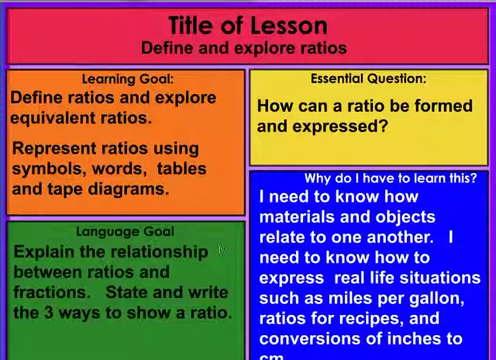 Title of Lesson
Define and explore ratios
Learning Goal:
Define ratios and explore
equivalent ratios.
Represent ratios using
symbols, words, tables
and tape diagrams.
Essential Question:
How can a ratio be formed
and expressed?
Language Goal
Explain the relationship
between ratios and
fractions. State and write
the 3 ways to show a ratio.
Why do I have to learn this?
I need to know how
materials and objects
relate to one another. I
need to know how to
express real life situations
such as miles per gallon,
ratios for recipes, and
conversions of inches to
cm